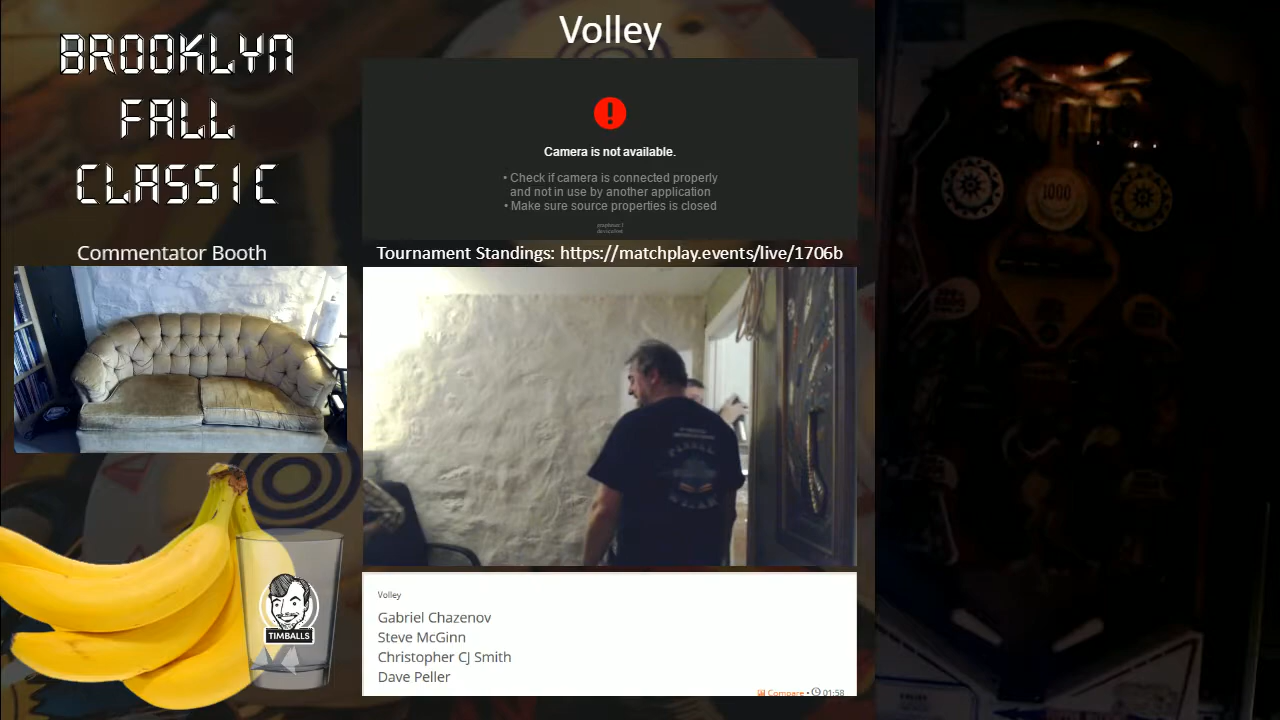 BROOKLYN
FALL
CLASSIC
Volley
Camera is not available.
• Check if camera is connected properly
and not in use by another application
• Make sure source properties is closed
Commentator Booth
Tournament Standings: https://matchplay.events/live/1706b
1000
TIMBALLS
Volley
Gabriel Chazenov
Steve McGinn
Christopher CJ Smith
Dave Peller
Compare • 01:58